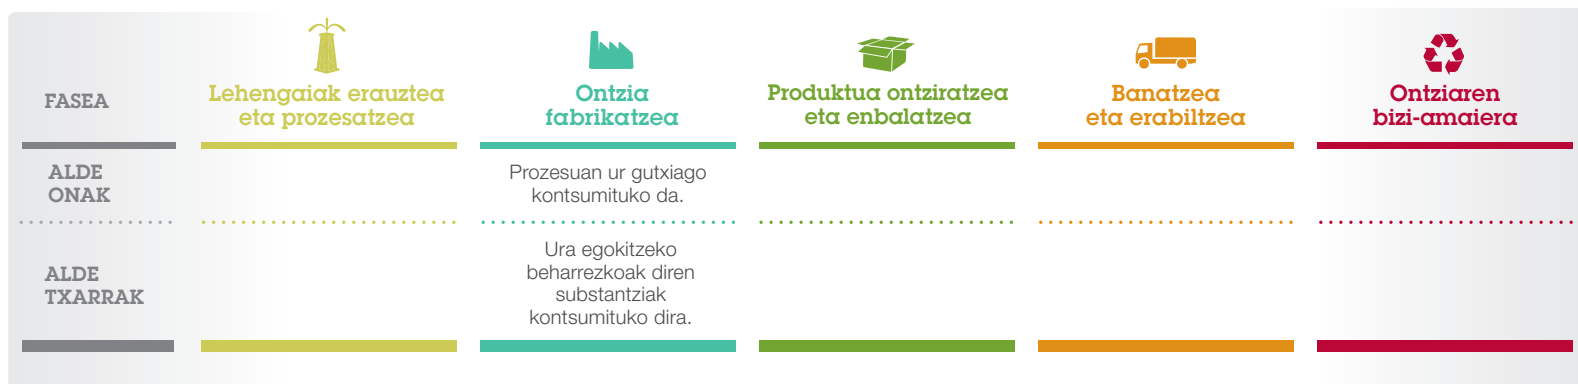 FASEA
Lehengaiak erauztea
eta prozesatzea
Ontzia
fabrikatzea
Produktua ontziratzea
eta enbalatzea
Banatzea
eta erabiltzea
Ontziaren
bizi-amaiera
ALDE
ONAK
Prozesuan ur gutxiago
kontsumituko da.
ALDE
TXARRAK
Ura egokitzeko
beharrezkoak diren
substantziak
kontsumituko dira.